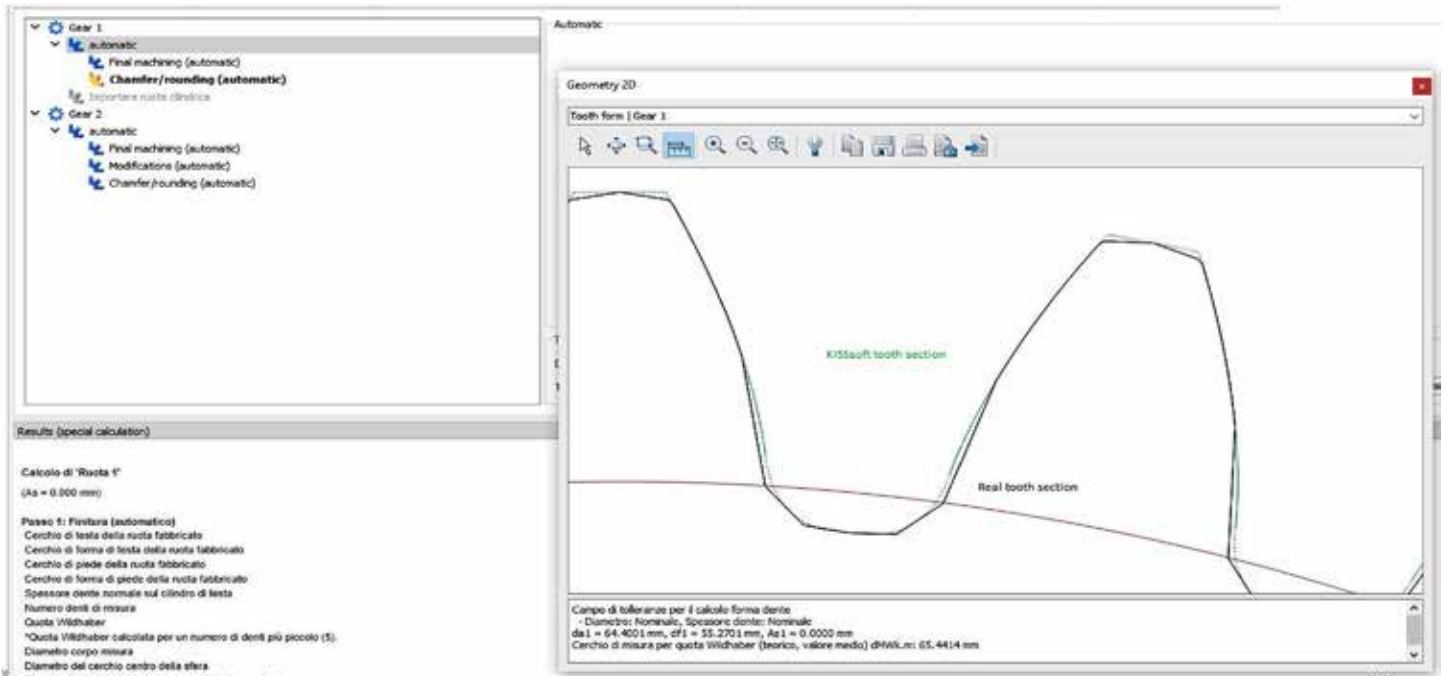 Gear 1
automatic
Final machining (automatic)
Chamfer/rounding (automatic)
Importare ruota cilindrica
Gear 2
automatic
Final machining (automatic)
Modifications (automatic)
Chamfer/rounding (automatic)
Automatic
Geometry 2D
Tooth form | Gear 1
KISSsoft tooth section
Real tooth section
Campo di tolleranze per il calcolo forma dente
- Diametro: Nominale, Spessore dente: Nominale
da1 = 64.4001 mm, df1 = 55.2701 mm, As1 = 0.0000 mm
Cerchio di misura per quota Wildhaber (teorico, valore medio) dMWk.m: 65.4414 mm
Results (special calculation)
Calcolo di 'Ruota 1'
(As = 0.000 mm)
Passo 1: Finitura (automatico)
Cerchio di testa della ruota fabbricato
Cerchio di forma di testa della ruota fabbricato
Cerchio di piede della ruota fabbricato
Cerchio di forma di piede della ruota fabbricato
Spessore dente normale sul cilindro di testa
Numero denti di misura
Quota Wildhaber
*Quota Wildhaber calcolata per un numero di denti più piccolo (5).
Diametro corpo misura
Diametro del cerchio centro della sfera